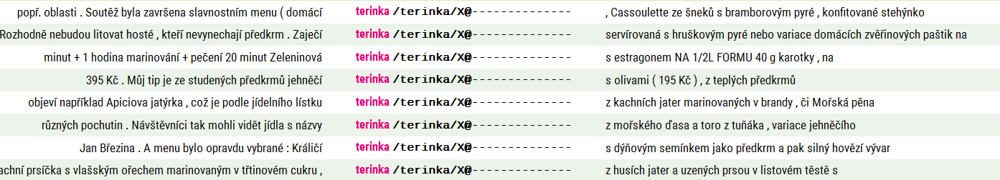 popř. oblasti . Soutěž byla završena slavnostním menu ( domácí terinka /terinka/X@-------------- , Cassoulette ze šneků s bramborovým pyré , konfitované stehýnko
Rozhodně nebudou litovat hosté , kteří nevynechají předkrm . Zaječí terinka /terinka/X@-------------- servírovaná s hruškovým pyré nebo variace domácích zvěřinových paštik na
minut + 1 hodina marinování + pečení 20 minut Zeleninová terinka /terinka/X@-------------- s estragonem NA 1/2L FORMU 40 g karotky , na
395 Kč . Můj tip je ze studených předkrmů jehněčí terinka /terinka/X@-------------- s olivami ( 195 Kč ) , z teplých předkrmů
objeví například Apiciova jatýrka , což je podle jídelního lístku terinka /terinka/X@-------------- z kachních jater marinovaných v brandy , či Mořská pěna
různých pochutin . Návštěvníci tak mohli vidět jídla s názvy terinka /terinka/X@-------------- z mořského ďasa a toro z tuňáka , variace jehněčího
Jan Březina . A menu bylo opravdu vybrané : Králičí terinka /terinka/X@-------------- s dýňovým semínkem jako předkrm a pak silný hovězí vývar
achní prsíčka s vlašským ořechem marinovaným v třtinovém cukru , terinka /terinka/X@-------------- z husích jater a uzených prsou v listovém těstě s